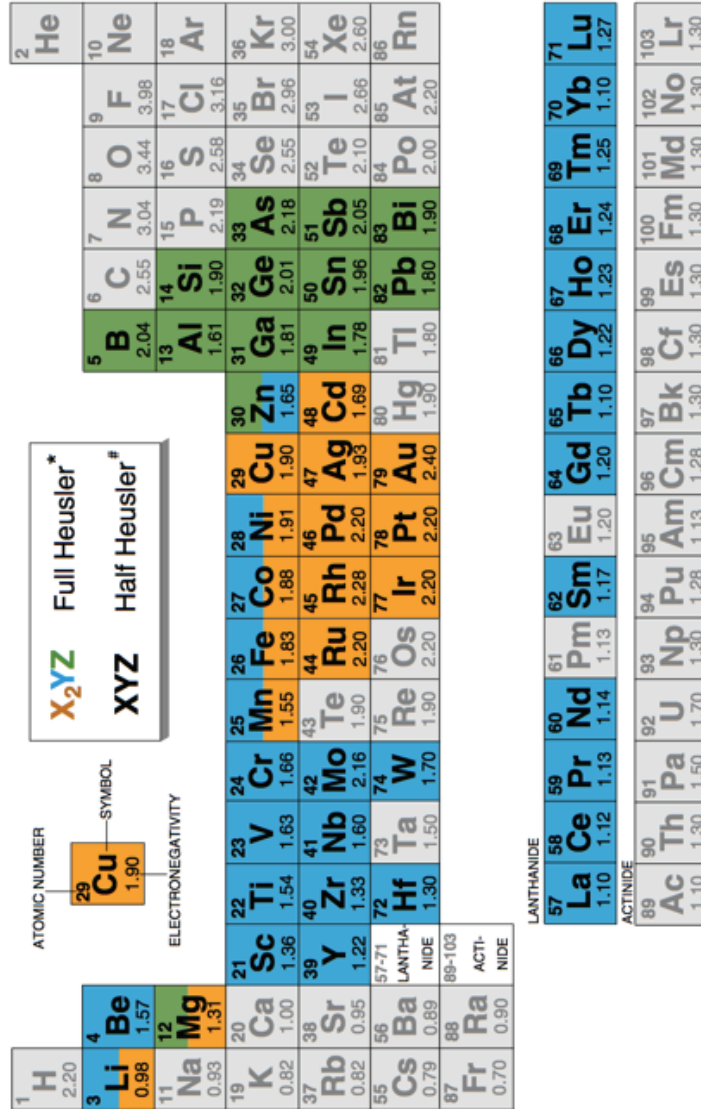 1 2
H He
2.20
ATOMIC NUMBER
29
Cu
1.90
SYMBOL
ELECTRONEGATIVITY
X₂YZ Full Heusler*
XYZ Half Heusler#
3 4 5 6 7 8 9 10
Li Be B C N O F Ne
0.98 1.57 2.04 2.55 3.04 3.44 3.98
11 12 13 14 15 16 17 18
Na Mg Al Si P S Cl Ar
0.93 1.31 1.61 1.90 2.19 2.58 3.16
19 20 21 22 23 24 25 26 27 28 29 30 31 32 33 34 35 36
K Ca Sc Ti V Cr Mn Fe Co Ni Cu Zn Ga Ge As Se Br Kr
0.82 1.00 1.36 1.54 1.63 1.66 1.55 1.83 1.88 1.91 1.90 1.65 1.81 2.01 2.18 2.55 2.96 3.00
37 38 39 40 41 42 43 44 45 46 47 48 49 50 51 52 53 54
Rb Sr Y Zr Nb Mo Te Ru Rh Pd Ag Cd In Sn Sb Te I Xe
0.82 0.95 1.22 1.33 1.60 2.16 1.90 2.20 2.28 2.20 1.93 1.69 1.78 1.96 2.05 2.10 2.66 2.60
55 56 57-71 72 73 74 75 76 77 78 79 80 81 82 83 84 85 86
Cs Ba LANTHA- Hf Ta W Re Os Ir Pt Au Hg Tl Pb Bi Po At Rn
0.79 0.89 NIDE 1.30 1.50 1.70 1.90 2.20 2.20 2.20 2.40 1.90 1.80 1.80 1.90 2.00 2.20
87 88 89-103
Fr Ra ACTI-
0.70 0.90 NIDE
LANTHANIDE
57 58 59 60 61 62 63 64 65 66 67 68 69 70 71
La Ce Pr Nd Pm Sm Eu Gd Tb Dy Ho Er Tm Yb Lu
1.10 1.12 1.13 1.14 1.13 1.17 1.20 1.20 1.10 1.22 1.23 1.24 1.25 1.10 1.27
ACTINIDE
89 90 91 92 93 94 95 96 97 98 99 100 101 102 103
Ac Th Pa U Np Pu Am Cm Bk Cf Es Fm Md No Lr
1.10 1.30 1.50 1.70 1.30 1.28 1.13 1.28 1.30 1.30 1.30 1.30 1.30 1.30 1.30